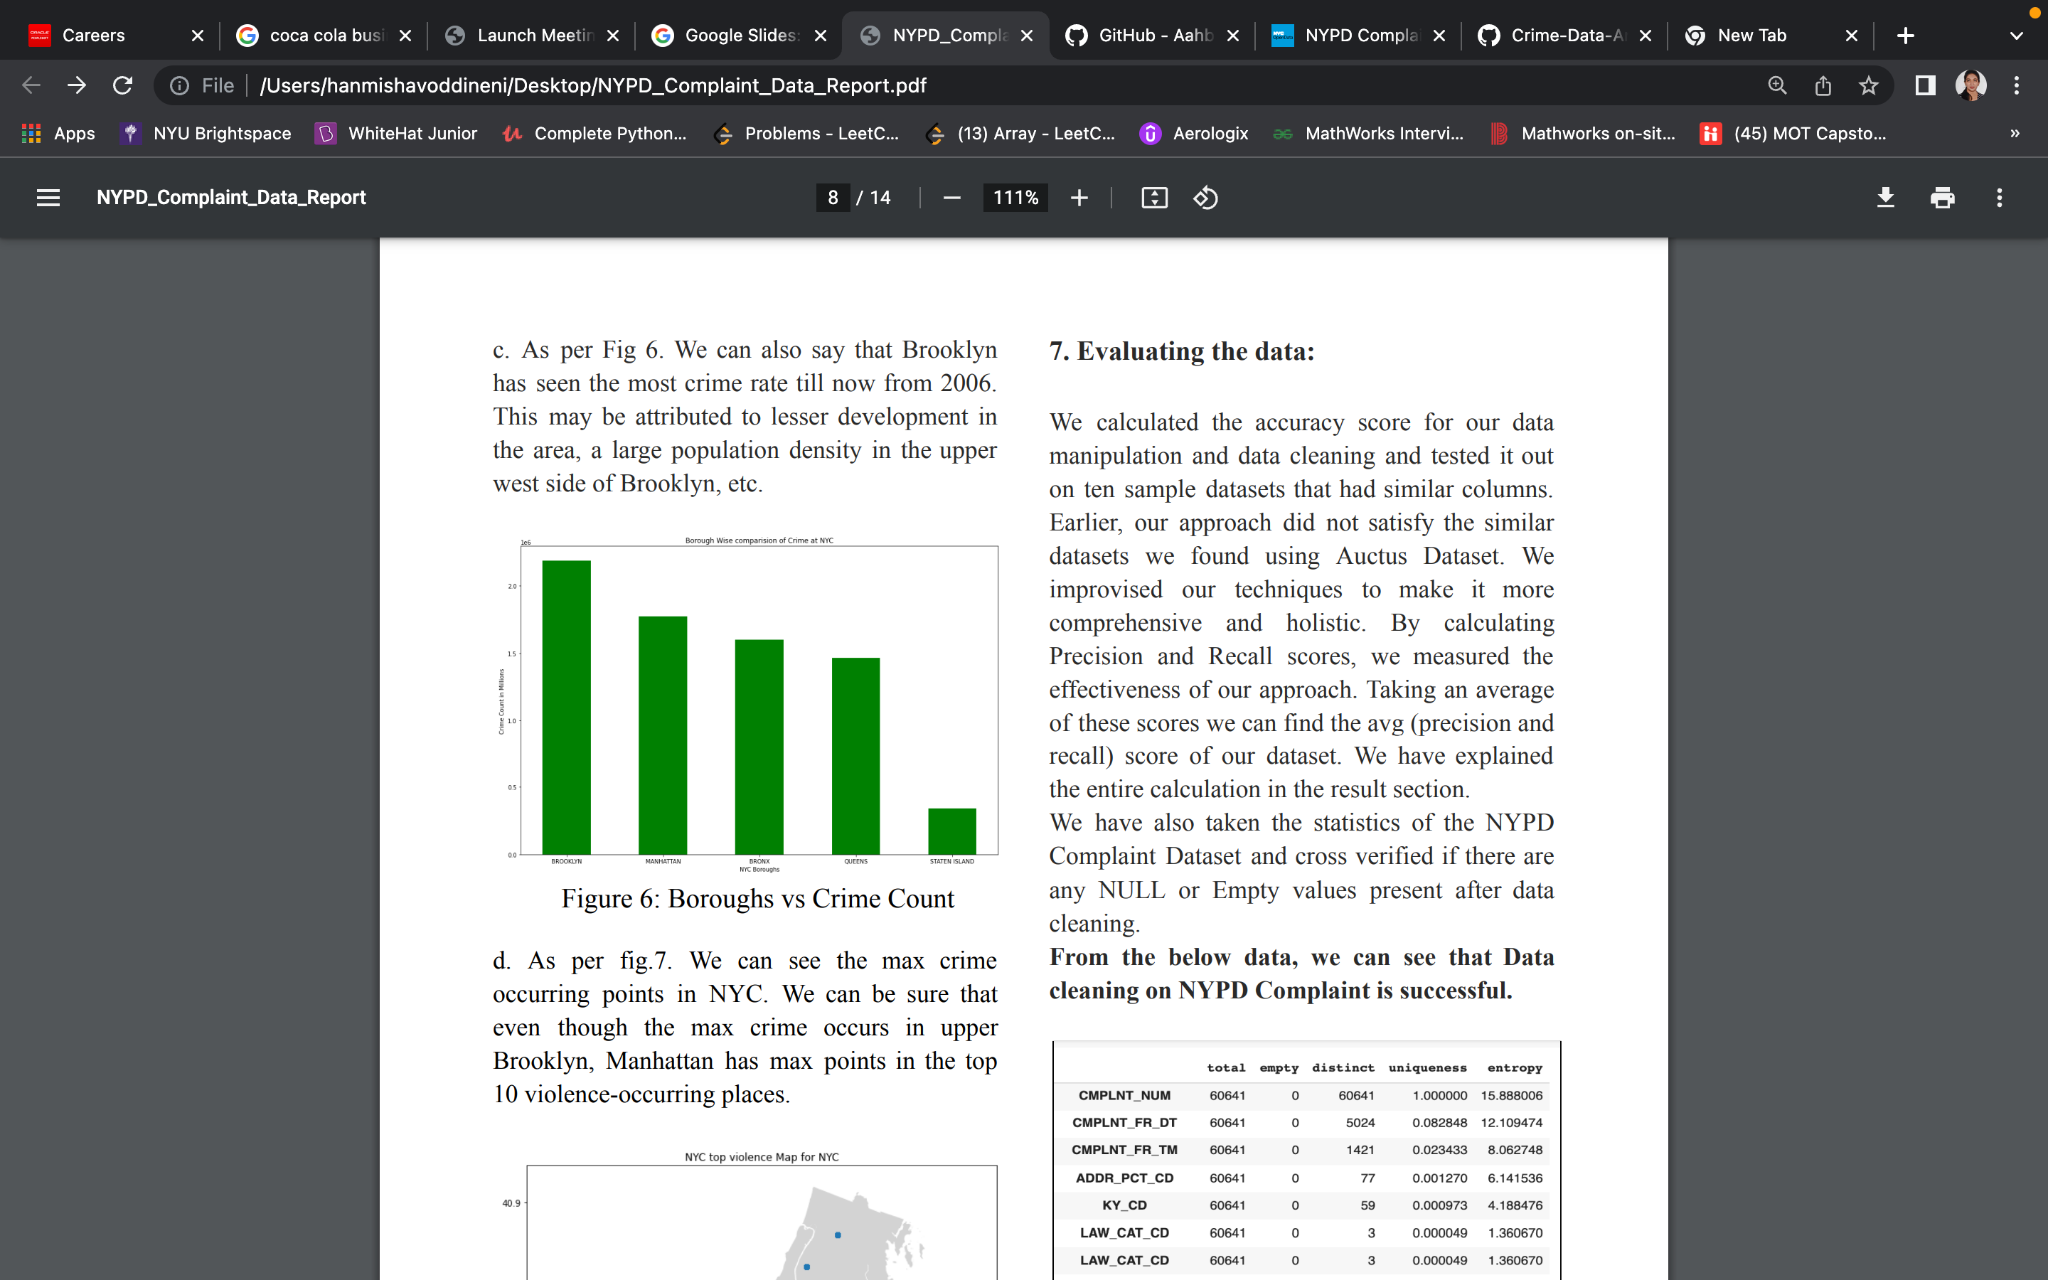 Careers
coca cola busi
Launch Meetin
Google Slides:
NYPD_Compla
GitHub - Aahb
NYPD Complai
Crime-Data-A
New Tab
File /Users/hanmishavoddineni/Desktop/NYPD_Complaint_Data_Report.pdf
Apps
NYU Brightspace
WhiteHat Junior
Complete Python...
Problems - LeetC...
(13) Array - LeetC...
Aerologix
MathWorks Intervi...
Mathworks on-sit...
(45) MOT Capsto...
NYPD_Complaint_Data_Report
8 / 14
111%
c. As per Fig 6. We can also say that Brooklyn
has seen the most crime rate till now from 2006.
This may be attributed to lesser development in
the area, a large population density in the upper
west side of Brooklyn, etc.
Borough Wise comparision of Crime at NYC
1e6
2.0
1.5
1.0
0.5
0.0
Crime Count in Millions
BROOKLYN MANHATTAN BRONX QUEENS STATEN ISLAND
NYC Boroughs
Figure 6: Boroughs vs Crime Count
d. As per fig.7. We can see the max crime
occurring points in NYC. We can be sure that
even though the max crime occurs in upper
Brooklyn, Manhattan has max points in the top
10 violence-occurring places.
NYC top violence Map for NYC
40.9
7. Evaluating the data:
We calculated the accuracy score for our data
manipulation and data cleaning and tested it out
on ten sample datasets that had similar columns.
Earlier, our approach did not satisfy the similar
datasets we found using Auctus Dataset. We
improvised our techniques to make it more
comprehensive and holistic. By calculating
Precision and Recall scores, we measured the
effectiveness of our approach. Taking an average
of these scores we can find the avg (precision and
recall) score of our dataset. We have explained
the entire calculation in the result section.
We have also taken the statistics of the NYPD
Complaint Dataset and cross verified if there are
any NULL or Empty values present after data
cleaning.
From the below data, we can see that Data
cleaning on NYPD Complaint is successful.
total empty distinct uniqueness entropy
CMPLNT_NUM 60641 0 60641 1.000000 15.888006
CMPLNT_FR_DT 60641 0 5024 0.082848 12.109474
CMPLNT_FR_TM 60641 0 1421 0.023433 8.062748
ADDR_PCT_CD 60641 0 77 0.001270 6.141536
KY_CD 60641 0 59 0.000973 4.188476
LAW_CAT_CD 60641 0 3 0.000049 1.360670
LAW_CAT_CD 60641 0 3 0.000049 1.360670